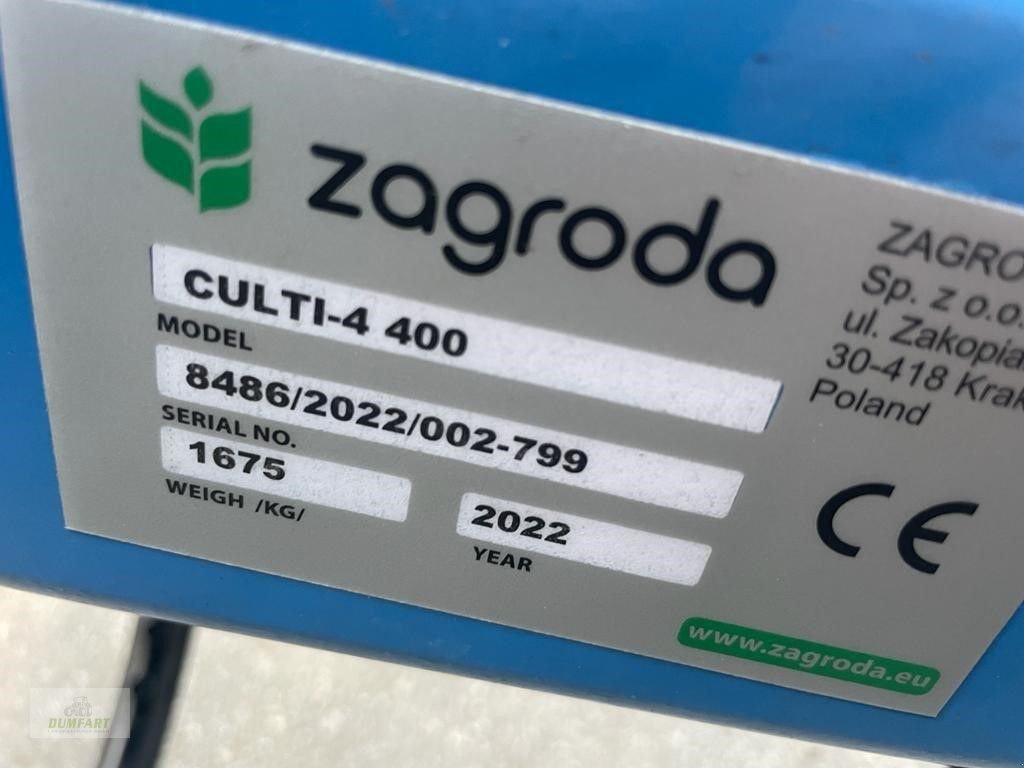 zagroda
CULTI-4 400
MODEL
8486/2022/002-799
SERIAL NO.
1675
WEIGH /KG/
2022
YEAR
ZAGRO
Sp. z o.o.
ul. Zakopia
30-418 Krak
Poland
CE
www.zagroda.eu
DUMFART